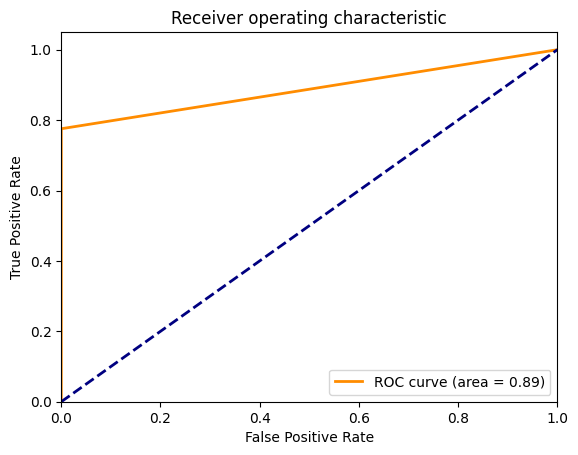 Receiver operating characteristic
True Positive Rate
1.0
0.8
0.6
0.4
0.2
0.0
0.0 0.2 0.4 0.6 0.8 1.0
False Positive Rate
ROC curve (area = 0.89)